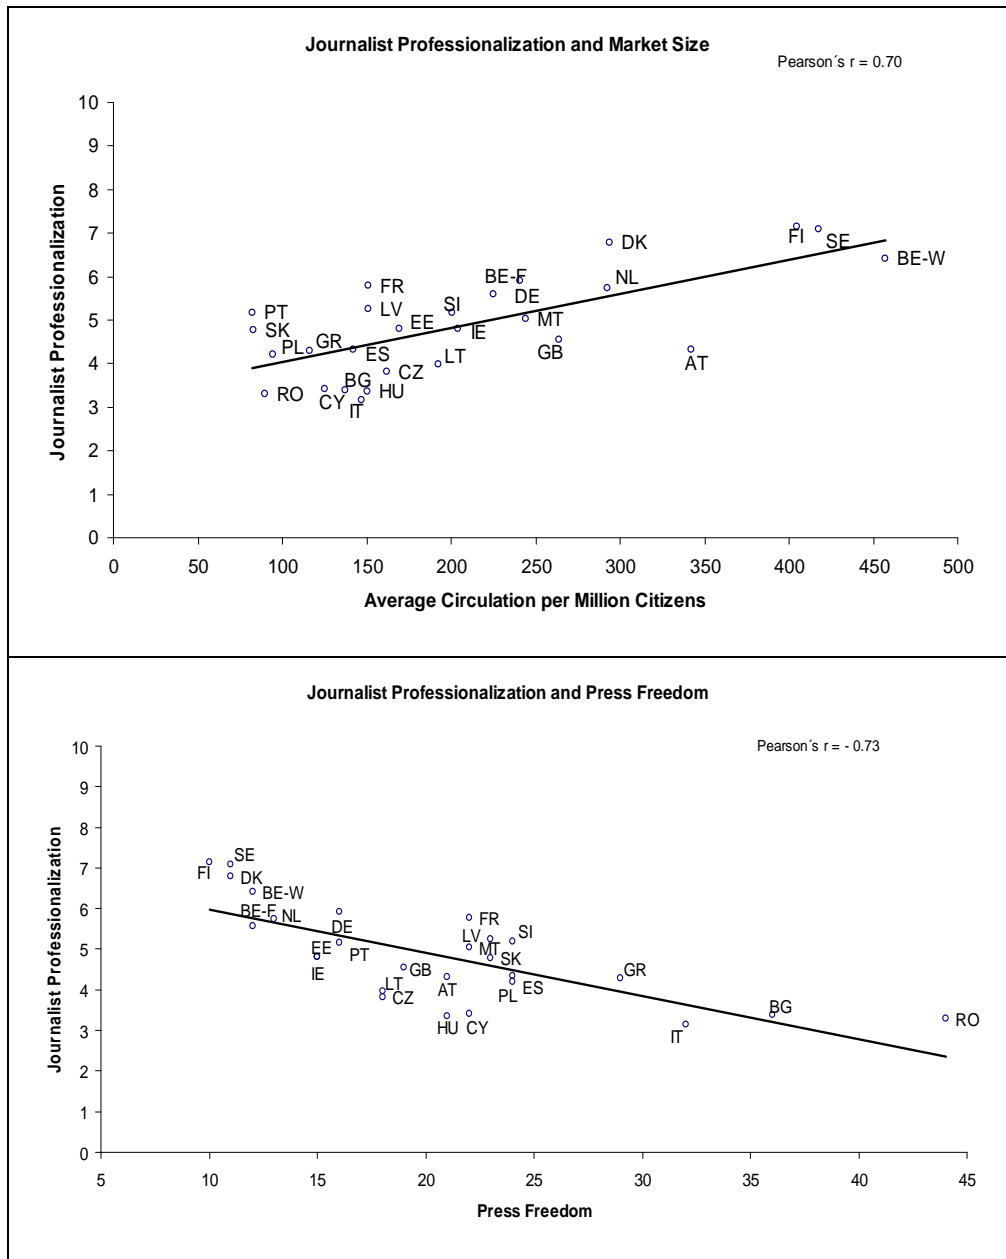 Journalist Professionalization and Market Size
Pearson´s r = 0.70
Journalist Professionalization
10
9
8
7
6
5
4
3
2
1
0
FI
SE
DK
BE-W
NL
BE-F
DE
FR
LV
SI
PT
SK
EE
IE
MT
GB
AT
PL
GR
ES
LT
CZ
RO
CY
BG
HU
IT
0 50 100 150 200 250 300 350 400 450 500
Average Circulation per Million Citizens
Journalist Professionalization and Press Freedom
Pearson´s r = - 0.73
Journalist Professionalization
10
9
8
7
6
5
4
3
2
1
0
SE
FI
DK
BE-W
BE-F
NL
DE
FR
EE
PT
LV
SI
MT
SK
IE
GB
GR
LT
CZ
AT
ES
PL
HU
CY
BG
IT
RO
5 10 15 20 25 30 35 40 45
Press Freedom